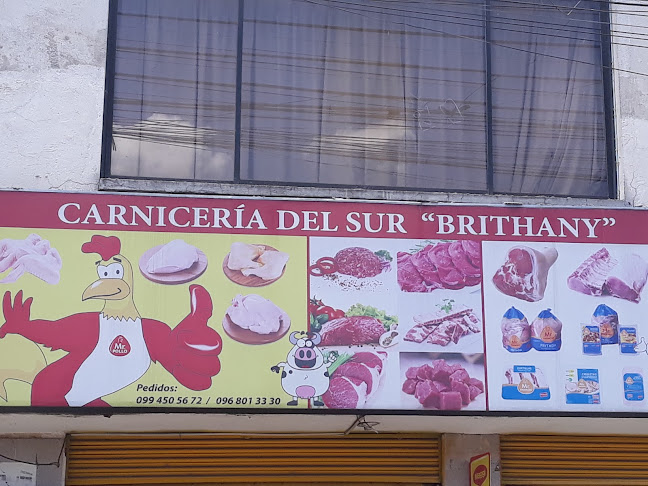 CARNICERÍA DEL SUR “BRITHANY”
Mr.
POLLO
Pedidos:
099 450 56 72 / 096 801 33 30